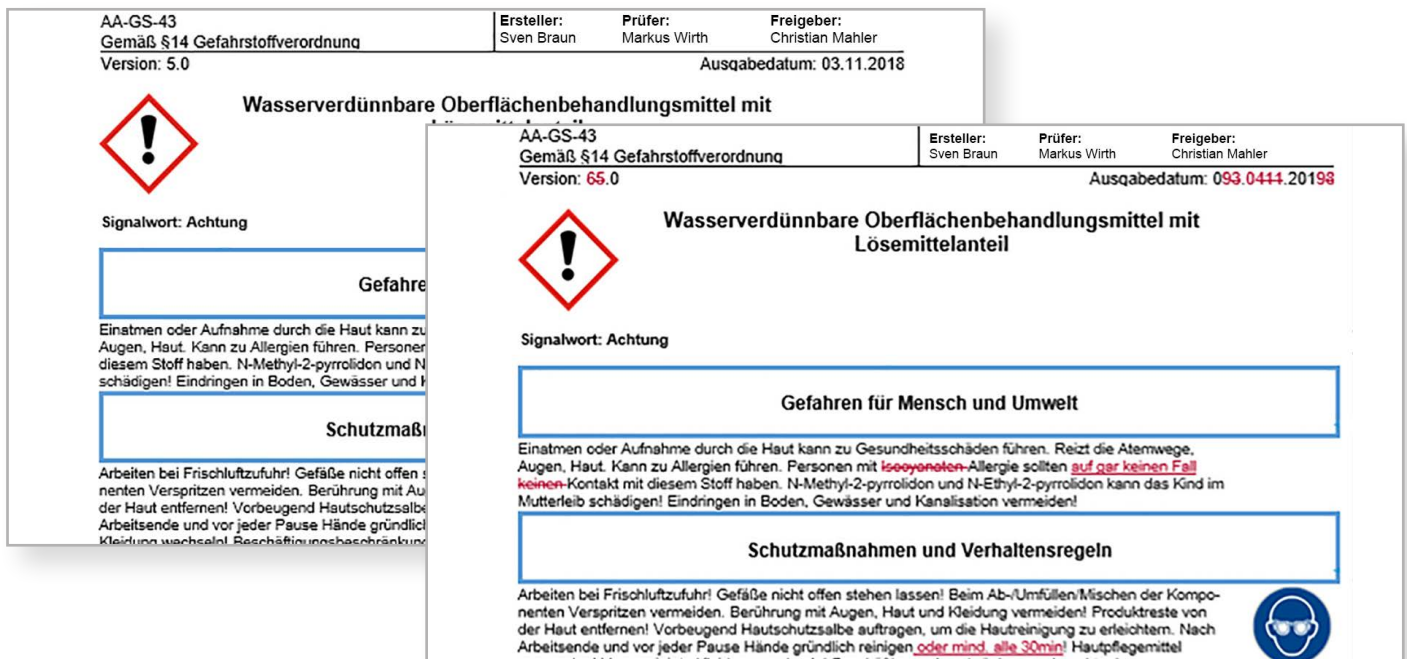 AA-GS-43
Gemäß §14 Gefahrstoffverordnung
Ersteller: Prüfer: Freigeber:
Sven Braun Markus Wirth Christian Mahler
Version: 5.0 Ausgabedatum: 03.11.2018
Wasserverdünnbare Oberflächenbehandlungsmittel mit
Signalwort: Achtung
Gefahre
Einatmen oder Aufnahme durch die Haut kann zu
Augen, Haut. Kann zu Allergien führen. Personen
diesem Stoff haben. N-Methyl-2-pyrrolidon und N
schädigen! Eindringen in Boden, Gewässer und
Schutzmaß
Arbeiten bei Frischluftzufuhr! Gefäße nicht offen
nenten Verspritzen vermeiden. Berührung mit Au
der Haut entfernen! Vorbeugend Hautschutzsalbe
Arbeitsende und vor jeder Pause Hände gründlic
Kleidung wechseln! Beschäftigungsbeschränkung
AA-GS-43
Gemäß §14 Gefahrstoffverordnung
Ersteller: Prüfer: Freigeber:
Sven Braun Markus Wirth Christian Mahler
Version: 65.0 Ausgabedatum: 093.0411.20198
Wasserverdünnbare Oberflächenbehandlungsmittel mit
Lösemittelanteil
Signalwort: Achtung
Gefahren für Mensch und Umwelt
Einatmen oder Aufnahme durch die Haut kann zu Gesundheitsschäden führen. Reizt die Atemwege,
Augen, Haut. Kann zu Allergien führen. Personen mit Isocyanaten-Allergie sollten auf gar keinen Fall
keinen Kontakt mit diesem Stoff haben. N-Methyl-2-pyrrolidon und N-Ethyl-2-pyrrolidon kann das Kind im
Mutterleib schädigen! Eindringen in Boden, Gewässer und Kanalisation vermeiden!
Schutzmaßnahmen und Verhaltensregeln
Arbeiten bei Frischluftzufuhr! Gefäße nicht offen stehen lassen! Beim Ab-/Umfüllen/Mischen der Kompo-
nenten Verspritzen vermeiden. Berührung mit Augen, Haut und Kleidung vermeiden! Produktreste von
der Haut entfernen! Vorbeugend Hautschutzsalbe auftragen, um die Hautreinigung zu erleichtern. Nach
Arbeitsende und vor jeder Pause Hände gründlich reinigen oder mind. alle 30min! Hautpflegemittel